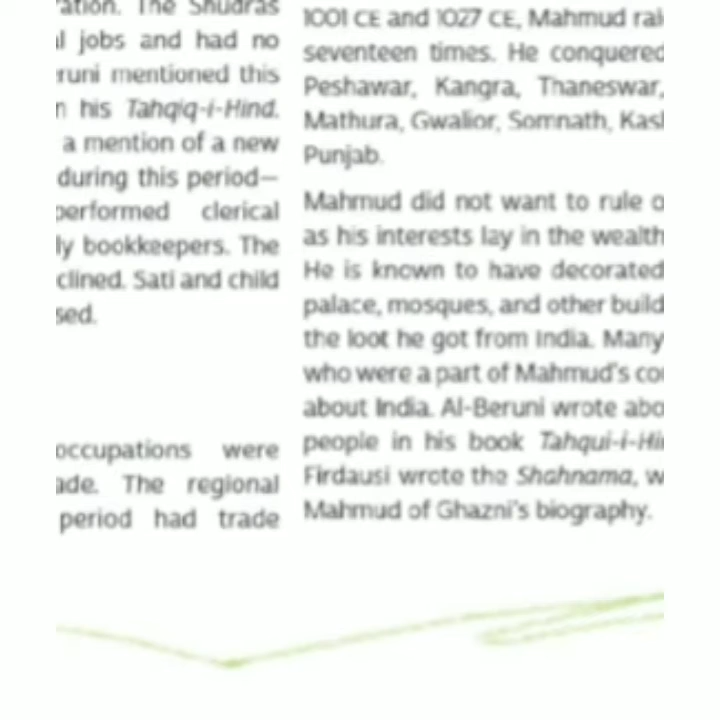 ation. The Shudras
l jobs and had no
runi mentioned this
n his Tahqiq-i-Hind.
a mention of a new
during this period—
performed clerical
ly bookkeepers. The
clined. Sati and child
sed.
occupations were
ade. The regional
period had trade
1001 CE and 1027 CE, Mahmud rai
seventeen times. He conquered
Peshawar, Kangra, Thaneswar,
Mathura, Gwalior, Somnath, Kas
Punjab.
Mahmud did not want to rule o
as his interests lay in the wealth
He is known to have decorated
palace, mosques, and other build
the loot he got from India. Many
who were a part of Mahmud's co
about India. Al-Beruni wrote abo
people in his book Tahqui-i-Hi
Firdausi wrote the Shahnama, w
Mahmud of Ghazni's biography.